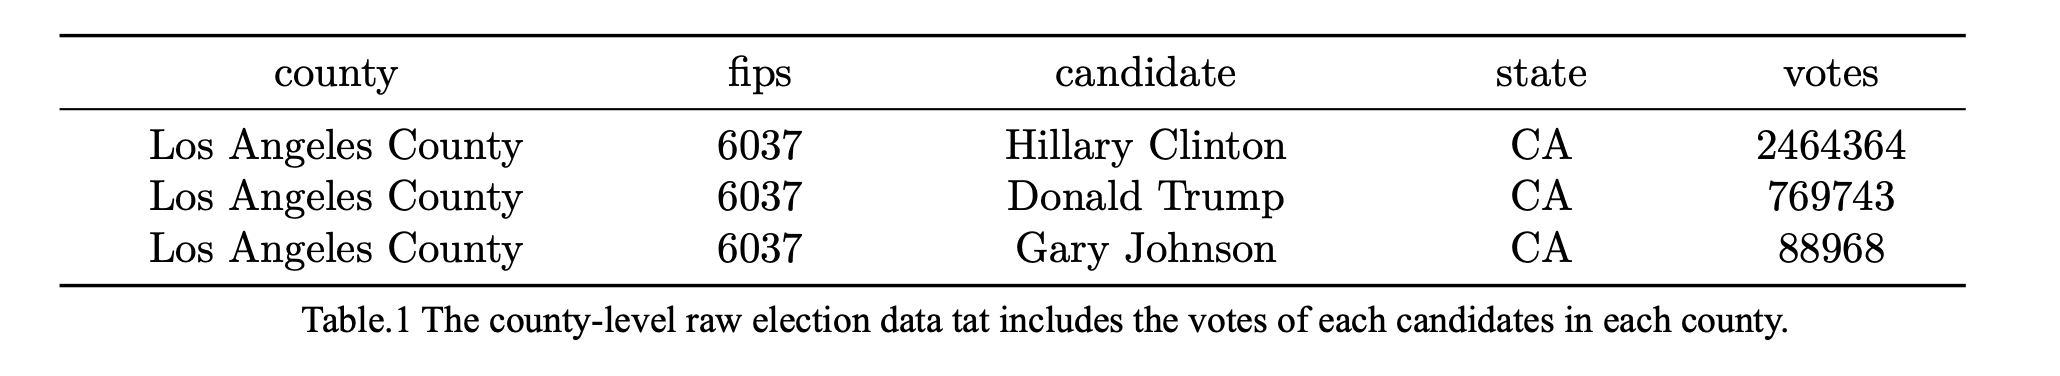 county fips candidate state votes
Los Angeles County 6037 Hillary Clinton CA 2464364
Los Angeles County 6037 Donald Trump CA 769743
Los Angeles County 6037 Gary Johnson CA 88968
Table.1 The county-level raw election data tat includes the votes of each candidates in each county.